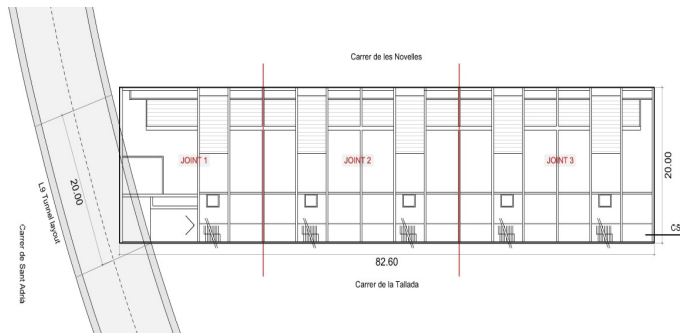 Carrer de les Novelles
JOINT 1
JOINT 2
JOINT 3
20.00
L9 Tunnel layout
20.00
Carrer de Sant Adrià
C5
82.60
Carrer de la Tallada